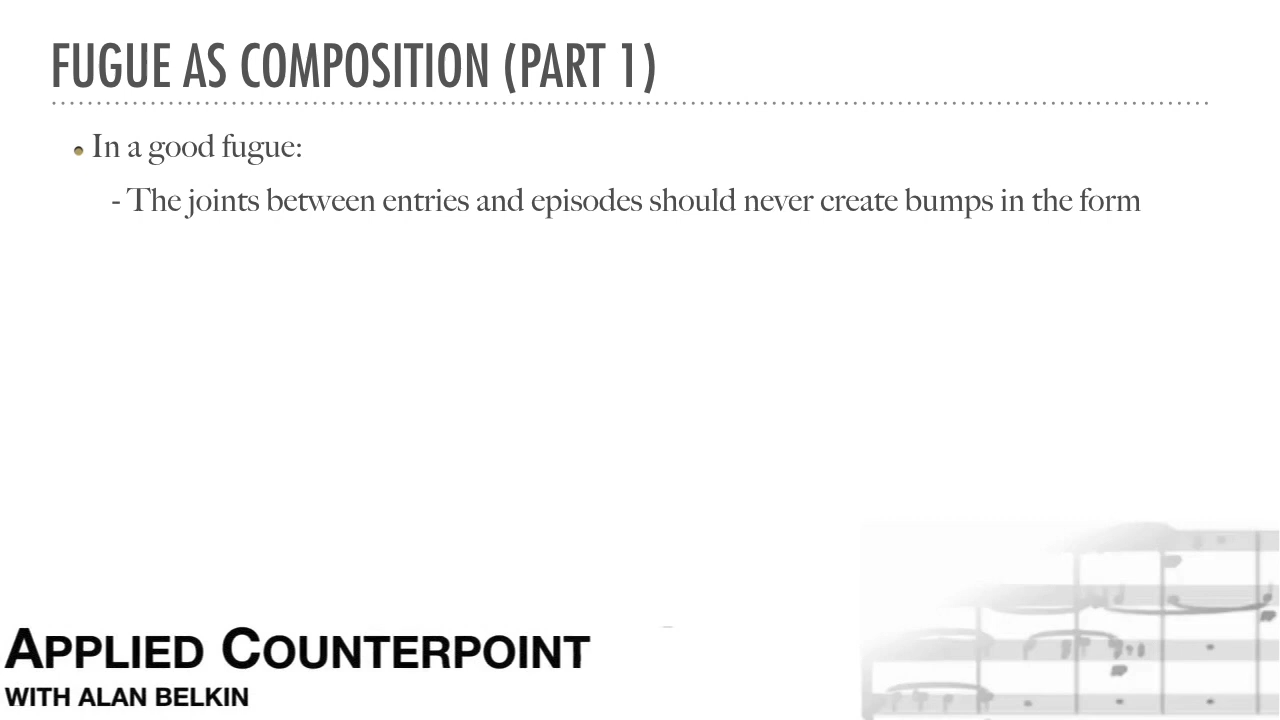 FUGUE AS COMPOSITION (PART 1)
• In a good fugue:
- The joints between entries and episodes should never create bumps in the form
APPLIED COUNTERPOINT
WITH ALAN BELKIN